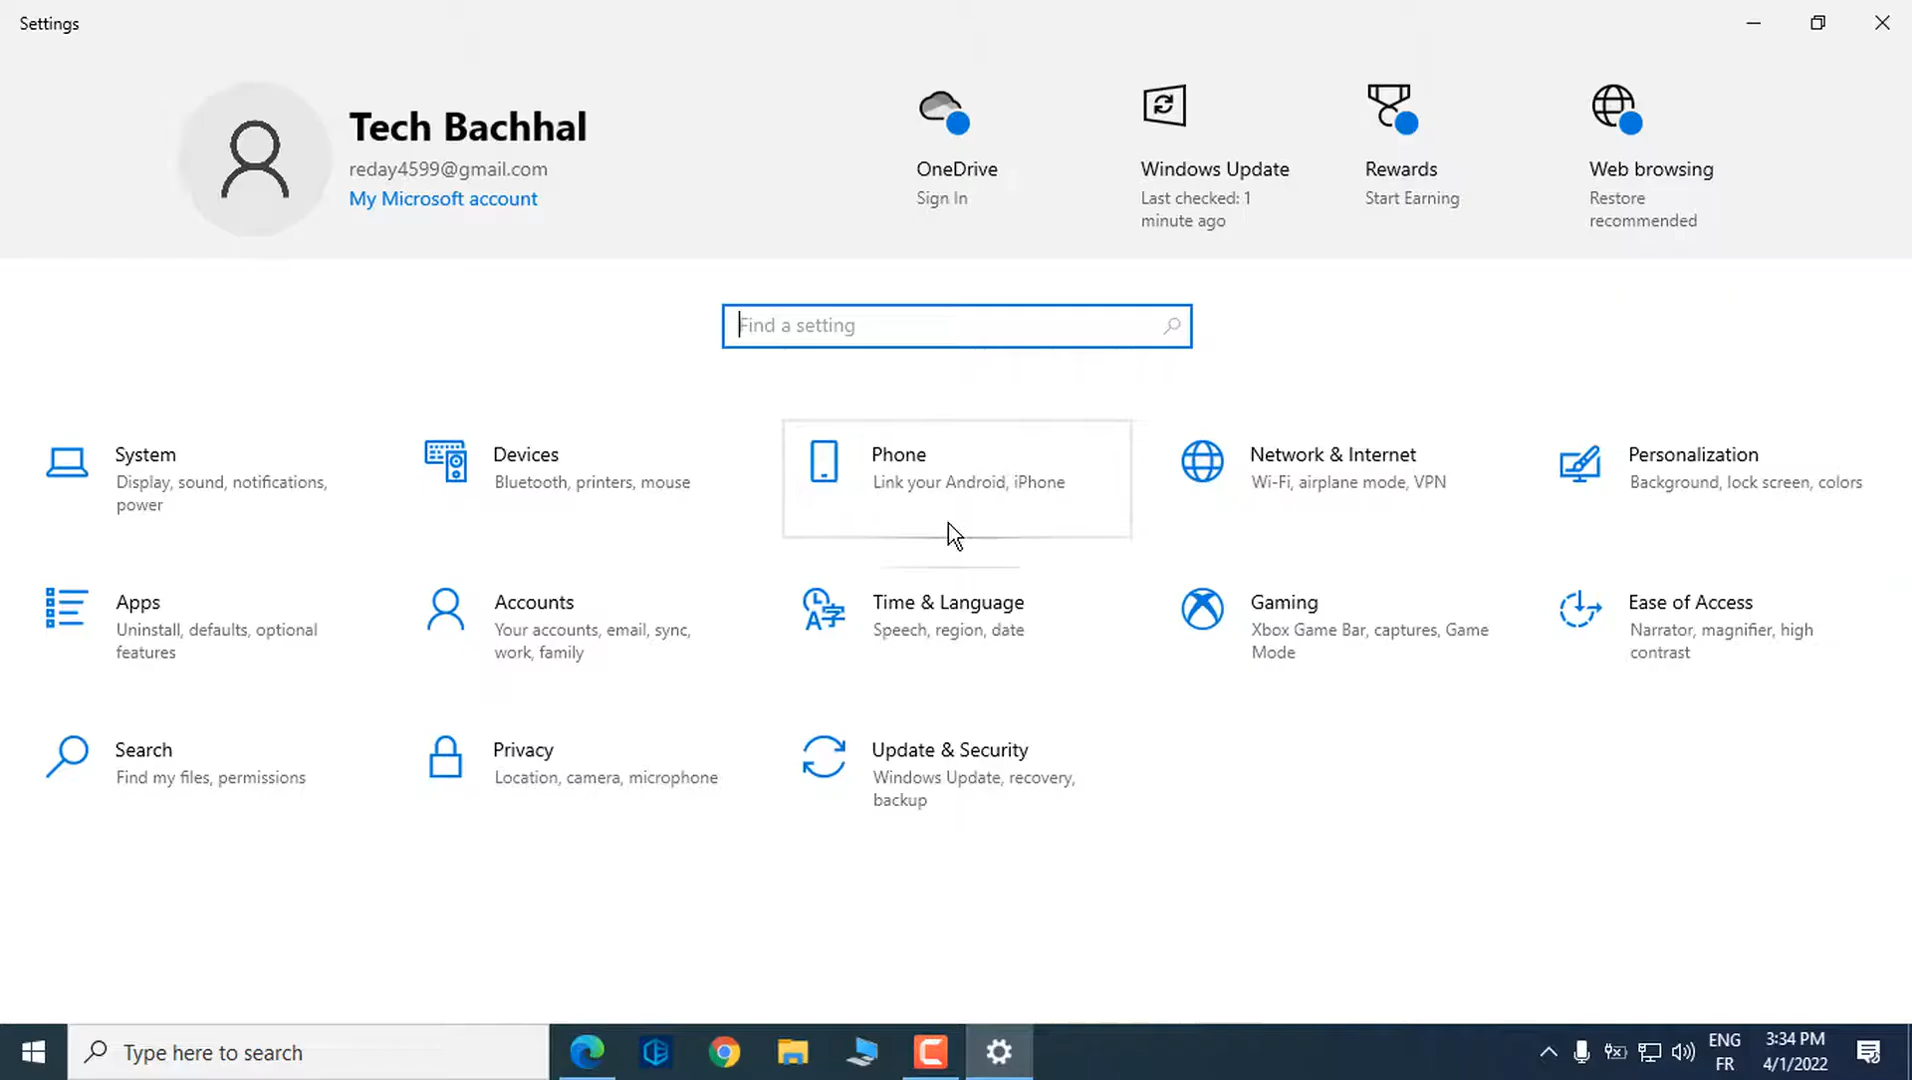 Settings
Tech Bachhal
reday4599@gmail.com
My Microsoft account
OneDrive
Sign In
Windows Update
Last checked: 1
minute ago
Rewards
Start Earning
Web browsing
Restore
recommended
Find a setting
System
Display, sound, notifications,
power
Devices
Bluetooth, printers, mouse
Phone
Link your Android, iPhone
Network & Internet
Wi-Fi, airplane mode, VPN
Personalization
Background, lock screen, colors
Apps
Uninstall, defaults, optional
features
Accounts
Your accounts, email, sync,
work, family
Time & Language
Speech, region, date
Gaming
Xbox Game Bar, captures, Game
Mode
Ease of Access
Narrator, magnifier, high
contrast
Search
Find my files, permissions
Privacy
Location, camera, microphone
Update & Security
Windows Update, recovery,
backup
Type here to search
ENG
FR
3:34 PM
4/1/2022